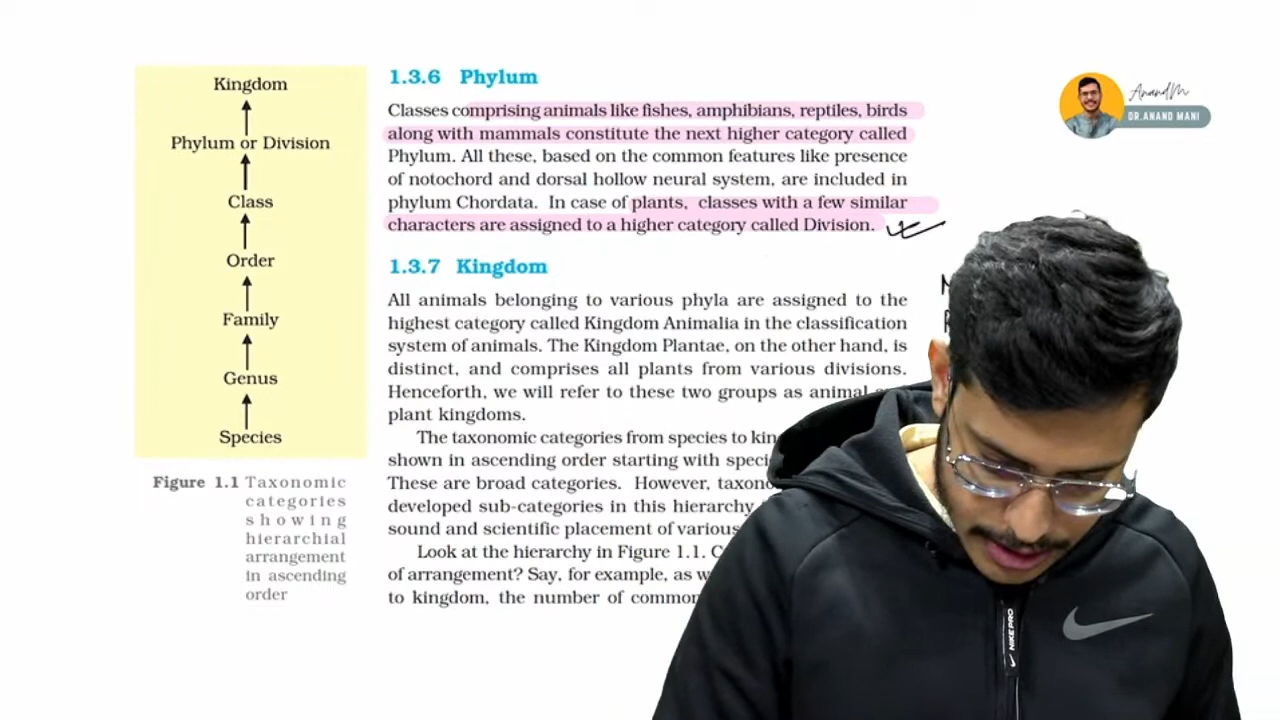 Kingdom
Phylum or Division
Class
Order
Family
Genus
Species
Figure 1.1 Taxonomic
categories
showing
hierarchial
arrangement
in ascending
order
1.3.6 Phylum
Classes comprising animals like fishes, amphibians, reptiles, birds
along with mammals constitute the next higher category called
Phylum. All these, based on the common features like presence
of notochord and dorsal hollow neural system, are included in
phylum Chordata. In case of plants, classes with a few similar
characters are assigned to a higher category called Division.
1.3.7 Kingdom
All animals belonging to various phyla are assigned to the
highest category called Kingdom Animalia in the classification
system of animals. The Kingdom Plantae, on the other hand, is
distinct, and comprises all plants from various divisions.
Henceforth, we will refer to these two groups as animal
plant kingdoms.
The taxonomic categories from species to
shown in ascending order starting with
These are broad categories. However,
developed sub-categories in this hierarchy
sound and scientific placement of various
Look at the hierarchy in Figure 1.1.
of arrangement? Say, for example, as
to kingdom, the number of
AnandM
DR.ANAND MANI
NIKE PRO